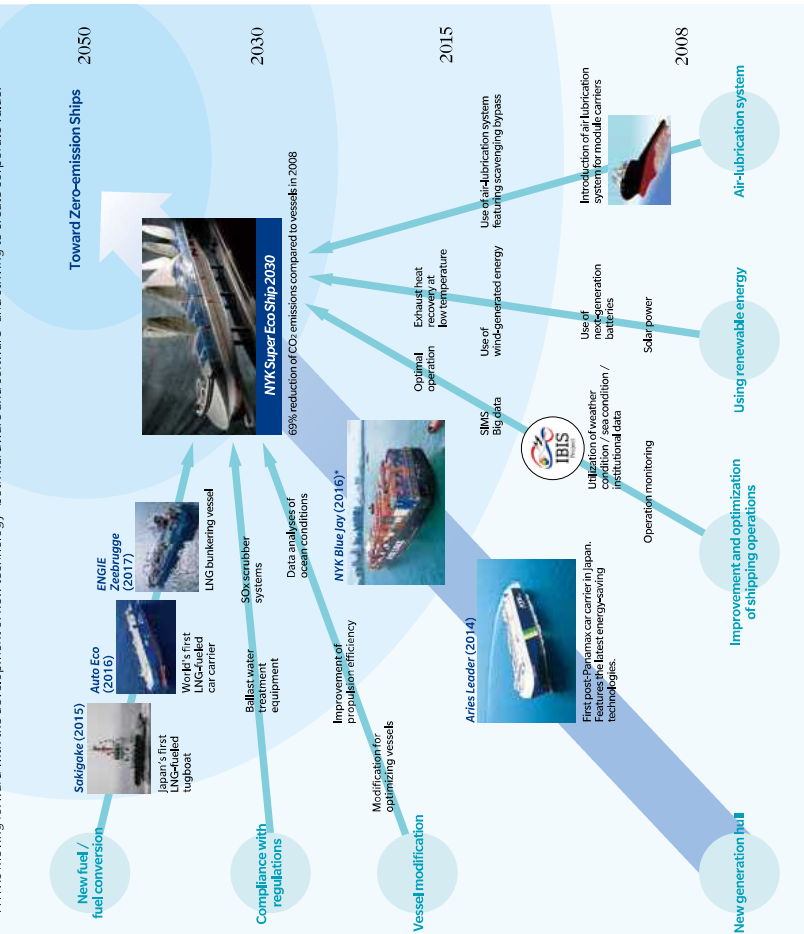 Toward Zero-emission Ships
2050
2030
2015
2008
NYK Super Eco Ship 2030
69% reduction of CO₂ emissions compared to vessels in 2008
New fuel /
fuel conversion
Sakigake (2015)
Japan's first
LNG-fueled
tugboat
Auto Eco
(2016)
World's first
LNG-fueled
car carrier
ENGIE
Zeebrugge
(2017)
LNG bunkering vessel
Compliance with
regulations
Ballast water
treatment
equipment
SOx scrubber
systems
Vessel modification
Modification for
optimizing vessels
Improvement of
propulsion efficiency
Data analyses of
ocean conditions
New generation hull
Aries Leader (2014)
First post-Panamax car carrier in Japan.
Features the latest energy-saving
technologies.
NYK Blue Jay (2016)*
Improvement and optimization
of shipping operations
Operation monitoring
Utilization of weather
condition / sea condition /
institutional data
IBIS
Project
SIMS
Big data
Optimal
operation
Using renewable energy
Solar power
Use of
next-generation
batteries
Use of
wind-generated energy
Exhaust heat
recovery at
low temperature
Air-lubrication system
Introduction of air lubrication
system for module carriers
Use of air-lubrication system
featuring scavenging bypass